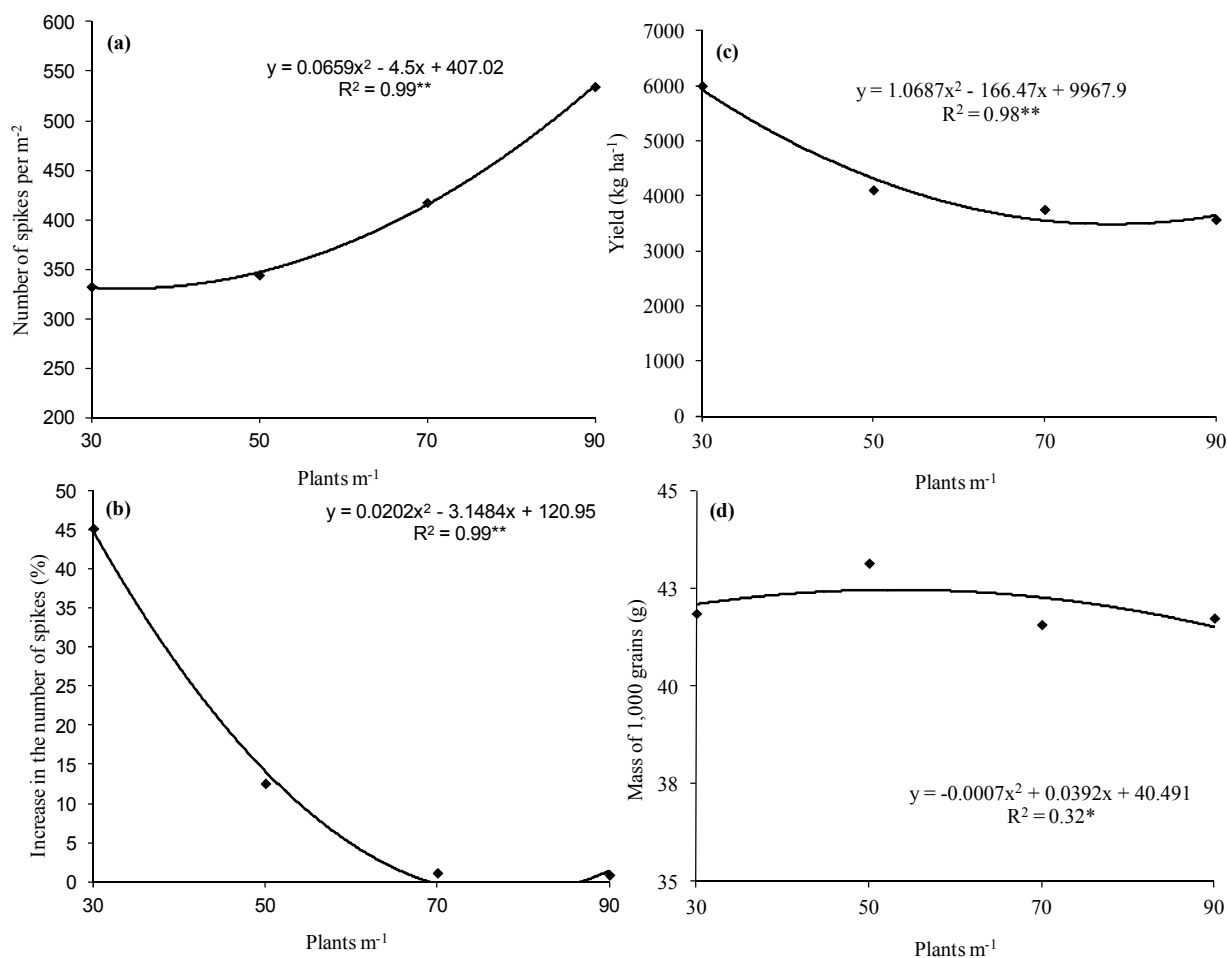 (a)
y = 0.0659x² - 4.5x + 407.02
R² = 0.99**
600
550
500
450
400
350
300
250
200
Number of spikes per m⁻²
30 50 70 90
Plants m⁻¹
(b)
y = 0.0202x² - 3.1484x + 120.95
R² = 0.99**
50
45
40
35
30
25
20
15
10
5
0
Increase in the number of spikes (%)
30 50 70 90
Plants m⁻¹
(c)
y = 1.0687x² - 166.47x + 9967.9
R² = 0.98**
7000
6000
5000
4000
3000
2000
1000
0
Yield (kg ha⁻¹)
30 50 70 90
Plants m⁻¹
(d)
45
43
40
38
35
Mass of 1,000 grains (g)
y = -0.0007x² + 0.0392x + 40.491
R² = 0.32*
30 50 70 90
Plants m⁻¹